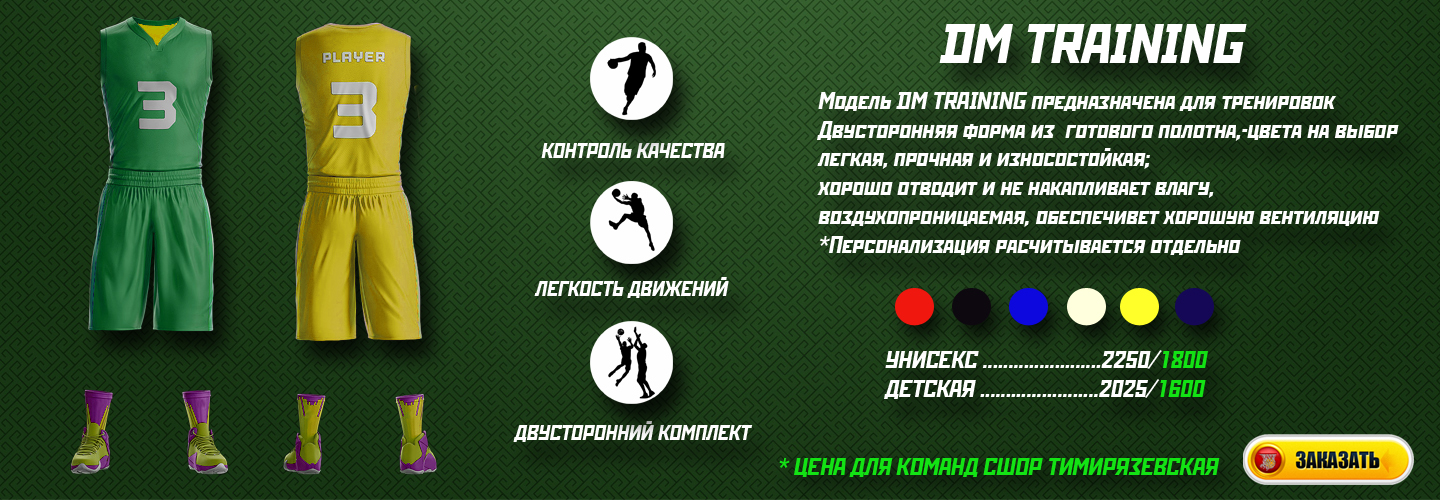 PLAYER
3
3
КОНТРОЛЬ КАЧЕСТВА
ЛЕГКОСТЬ ДВИЖЕНИЙ
ДВУСТОРОННИЙ КОМПЛЕКТ
DM TRAINING
Модель DM TRAINING предназначена для тренировок
Двусторонняя форма из готового полотна,-цвета на выбор
легкая, прочная и износостойкая;
хорошо отводит и не накапливает влагу,
воздухопроницаемая, обеспечивет хорошую вентиляцию
*Персонализация расчитывается отдельно
УНИСЕКС .......................2250/1800
ДЕТСКАЯ .......................2025/1600
* ЦЕНА ДЛЯ КОМАНД СШОР ТИМИРЯЗЕВСКАЯ
ЗАКАЗАТЬ